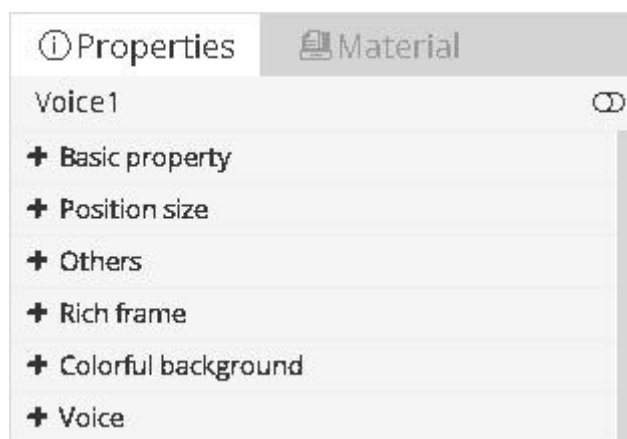 Properties Material
Voice1
Basic property
Position size
Others
Rich frame
Colorful background
Voice